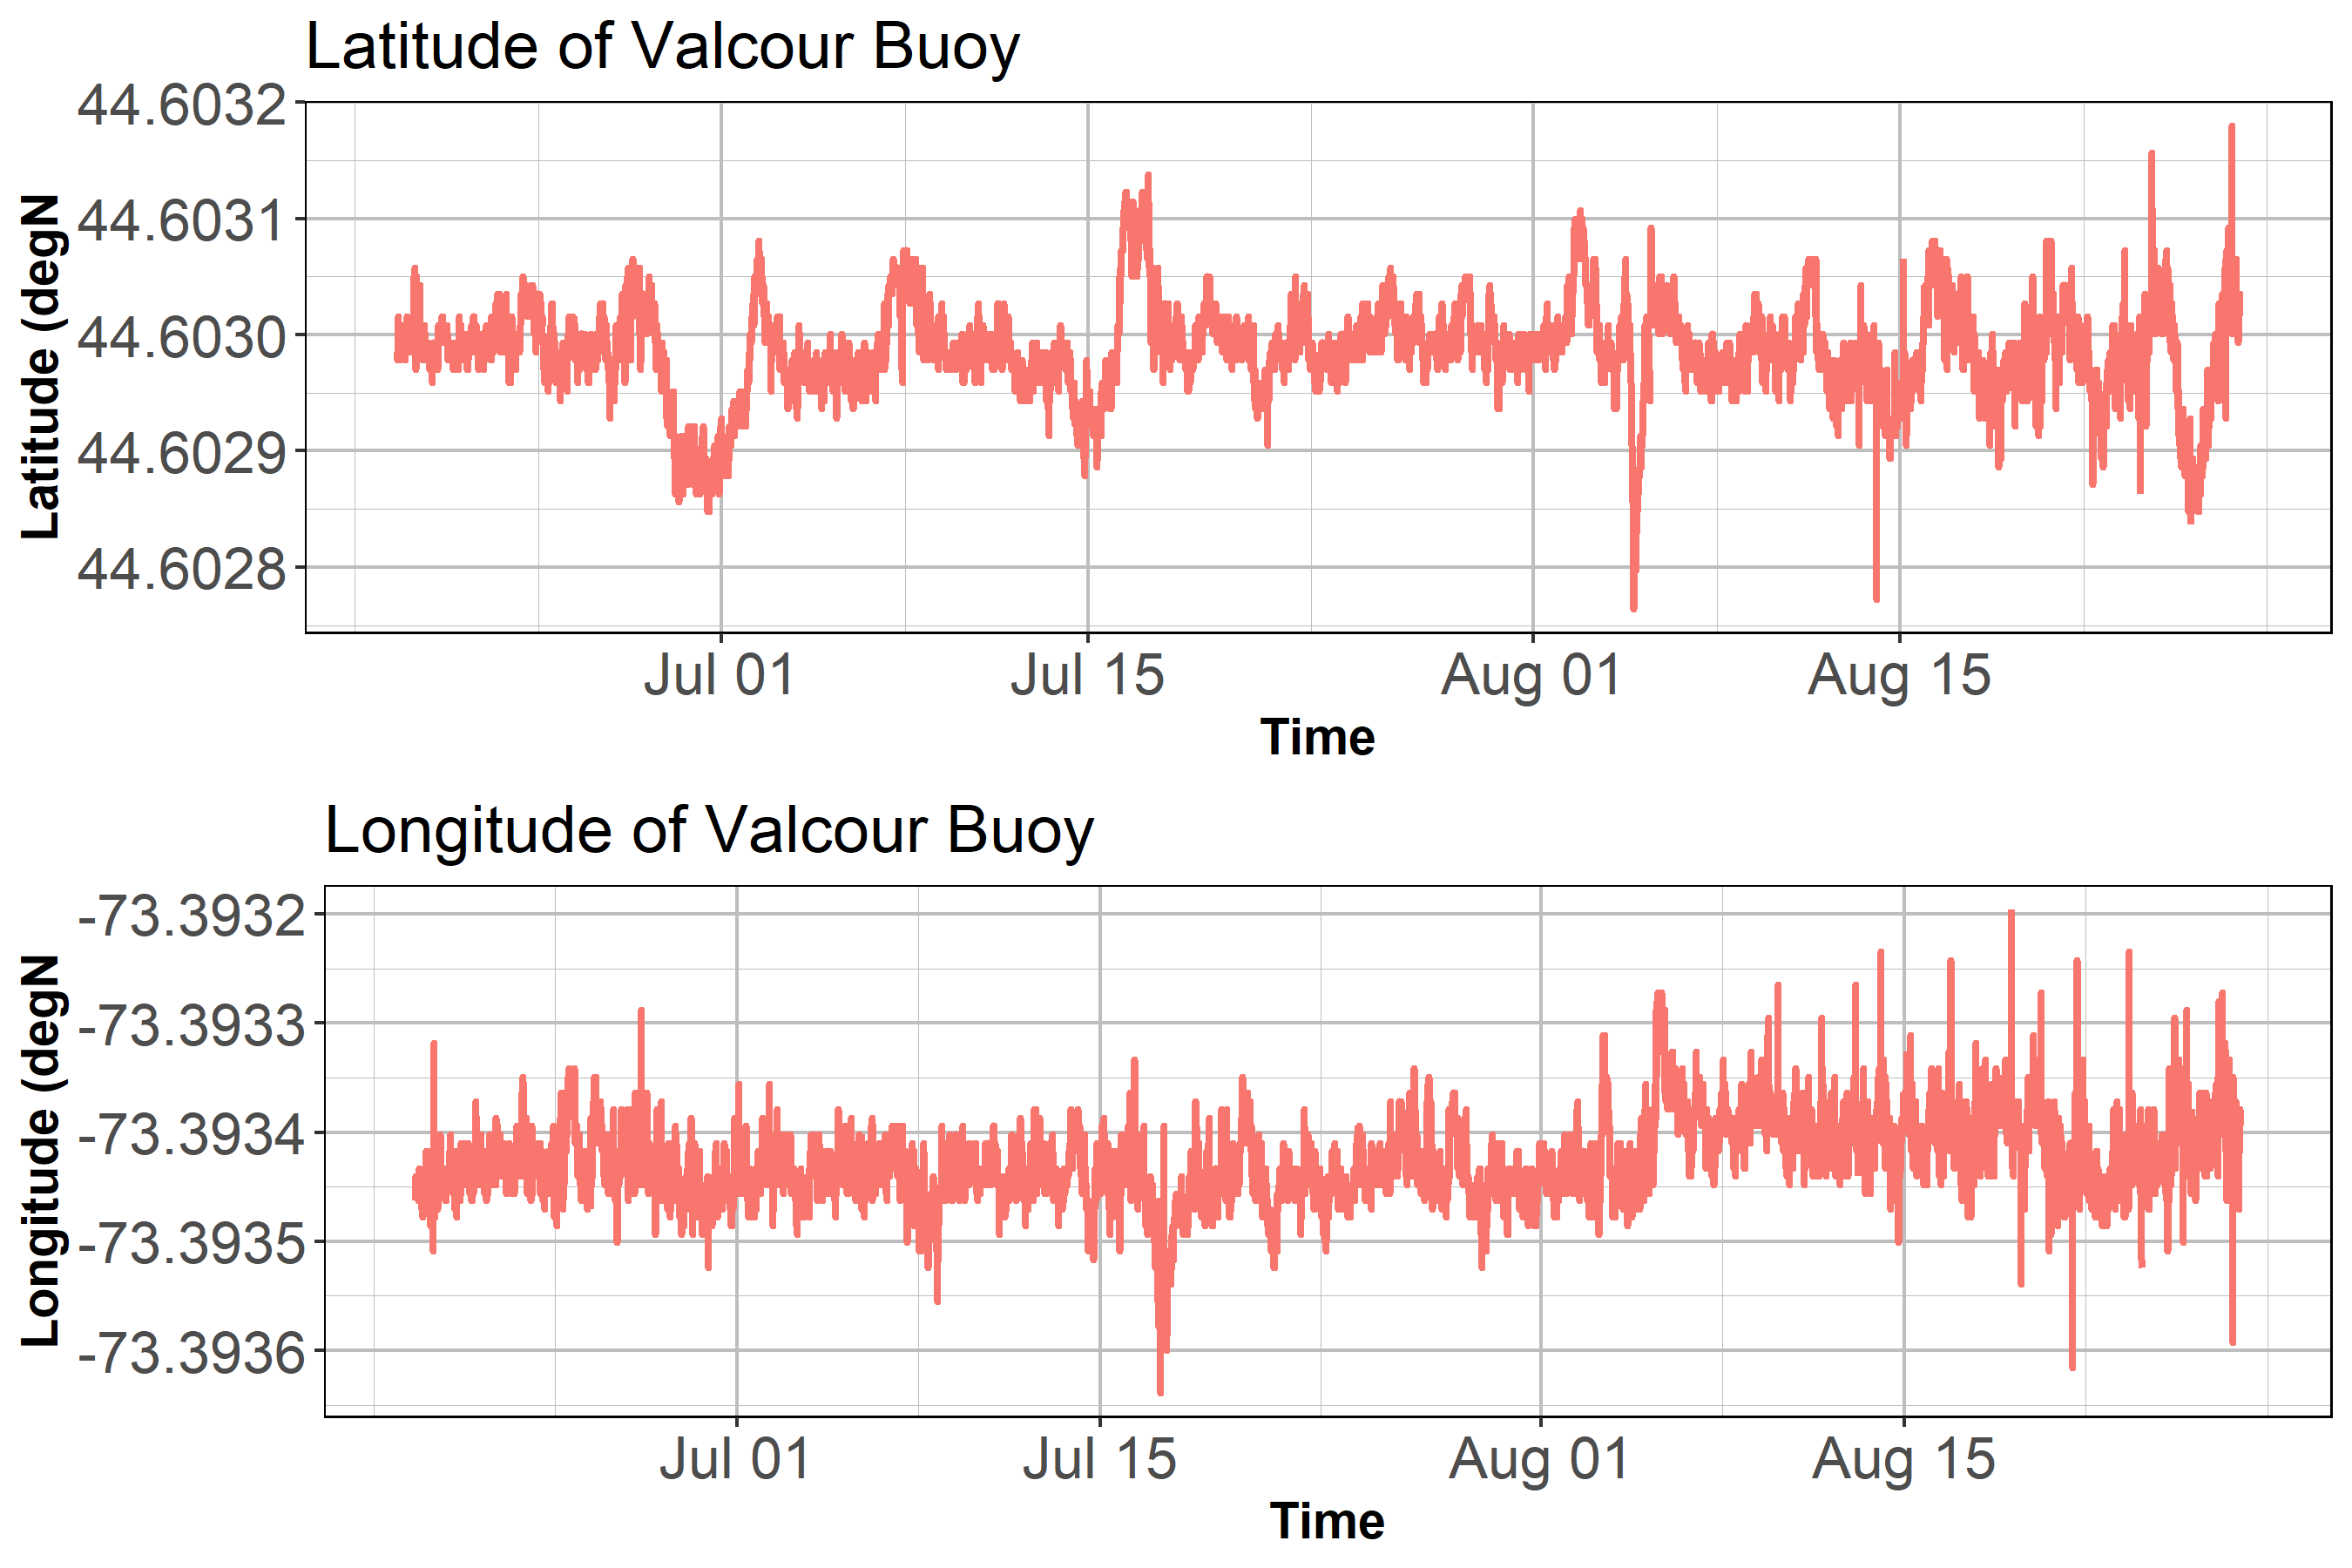 Latitude of Valcour Buoy
44.6032
44.6031
44.6030
44.6029
44.6028
Latitude (degN
Jul 01
Jul 15
Aug 01
Aug 15
Time
Longitude of Valcour Buoy
-73.3932
-73.3933
-73.3934
-73.3935
-73.3936
Longitude (degN
Jul 01
Jul 15
Aug 01
Aug 15
Time